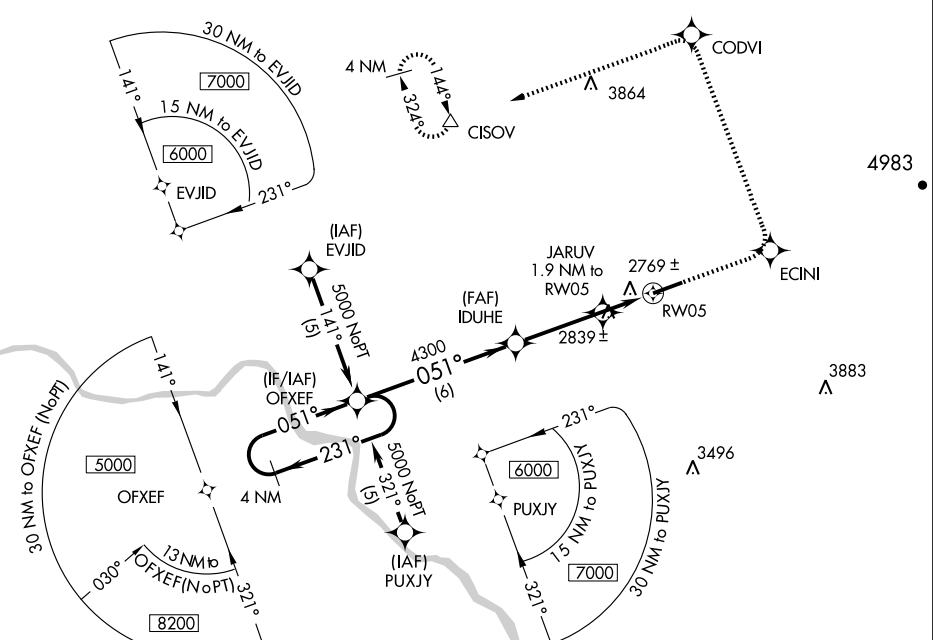 30 NM to EVJID
7000
141°
15 NM to EVJID
6000
EVJID
231°
4 NM
144°
324°
CISOV
CODVI
3864
4983
(IAF)
EVJID
5000 NoPT
141°
(5)
JARUV
1.9 NM to
RW05
2769 ±
RW05
ECINI
(FAF)
IDUHE
2839 ±
4300
051°
(6)
(IF/IAF)
OFXEF
051°
231°
4 NM
5000 NoPT
321°
(5)
(IAF)
PUXJY
3883
3496
30 NM to OFXEF (NoPT)
141°
5000
OFXEF
13 NM to
OFXEF (NoPT)
030°
321°
8200
231°
6000
PUXJY
15 NM to PUXJY
30 NM to PUXJY
7000
321°